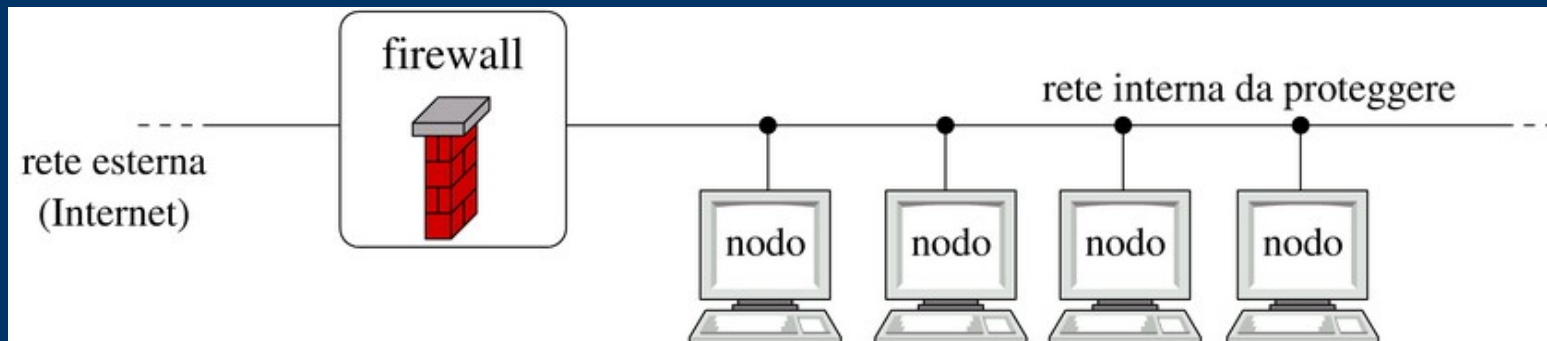 firewall
rete interna da proteggere
rete esterna
(Internet)
nodo
nodo
nodo
nodo